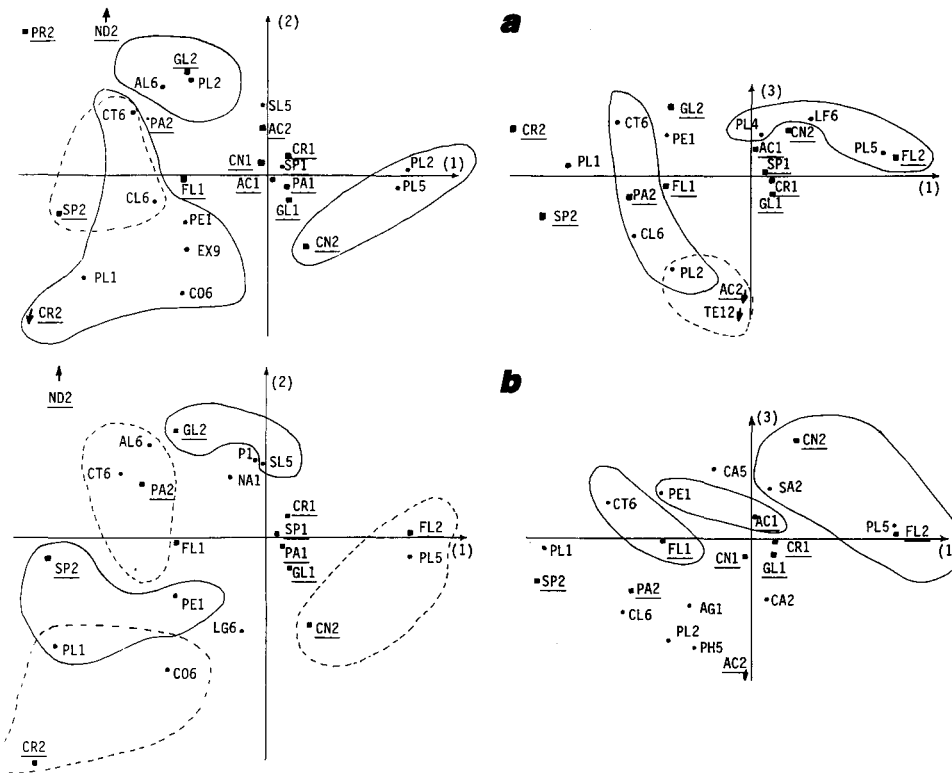 ND2
(2)
a
PR2
GL2
(3)
AL6 PL2
CT6 GL2 LF6
SL5
CT6 PA2 CR2 PE1 PL4 CN2
AC2 PL5 FL2
CR1 AC1
CN1 SP1 PL2 (1) PL1 SP1
AC1 PA1 PL5 (1)
FL1 PA2 FL1 CR1
SP2 CL6 GL1 SP2 GL1
PE1
CN2 CL6
EX9
PL1 PL2
CO6 AC2
CR2 TE12
b
ND2 (2)
(3)
GL2 CN2
AL6
P1 SL5 CA5
CT6 NA1 SA2
PA2 PE1
CT6
CR1 AC1
SP1 FL2 PL5 FL2
FL1 (1) (1
PA1 PL5 PL1 FL1 CR1
SP2 GL1 CN1 GL1
SP2
PE1 PA2 CA2
CL6 AG1
LG6 CN2
PL1 PL2
CO6 PH5
AC2
CR2